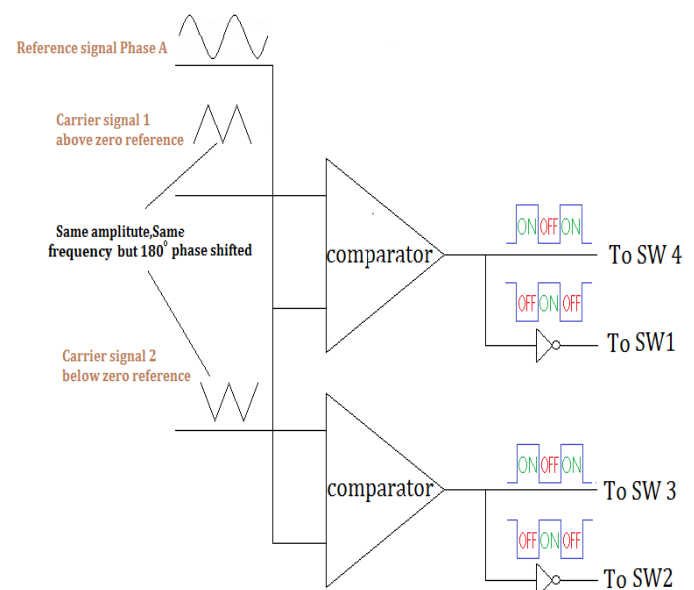 Reference signal Phase A
Carrier signal 1
above zero reference
Same amplitude,Same
frequency but 180° phase shifted
Carrier signal 2
below zero reference
comparator
ON OFF ON
To SW 4
OFF ON OFF
To SW1
comparator
ON OFF ON
To SW 3
OFF ON OFF
To SW2